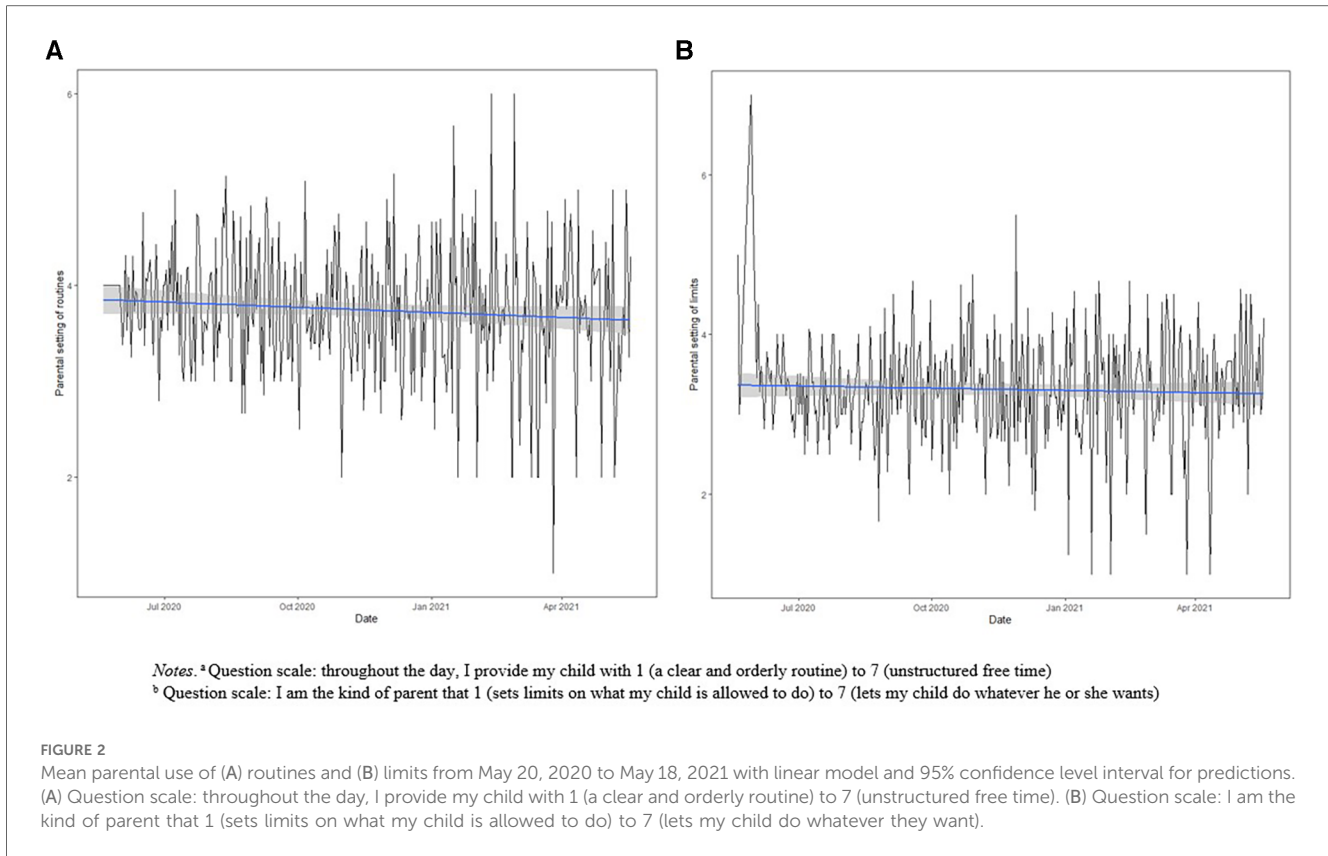 A
B
6
4
2
Parental setting of routines
Jul 2020
Oct 2020
Jan 2021
Apr 2021
Date
6
4
2
Parental setting of limits
Jul 2020
Oct 2020
Jan 2021
Apr 2021
Date
Notes. ª Question scale: throughout the day, I provide my child with 1 (a clear and orderly routine) to 7 (unstructured free time)
ᵇ Question scale: I am the kind of parent that 1 (sets limits on what my child is allowed to do) to 7 (lets my child do whatever he or she wants)
FIGURE 2
Mean parental use of (A) routines and (B) limits from May 20, 2020 to May 18, 2021 with linear model and 95% confidence level interval for predictions.
(A) Question scale: throughout the day, I provide my child with 1 (a clear and orderly routine) to 7 (unstructured free time). (B) Question scale: I am the
kind of parent that 1 (sets limits on what my child is allowed to do) to 7 (lets my child do whatever they want).